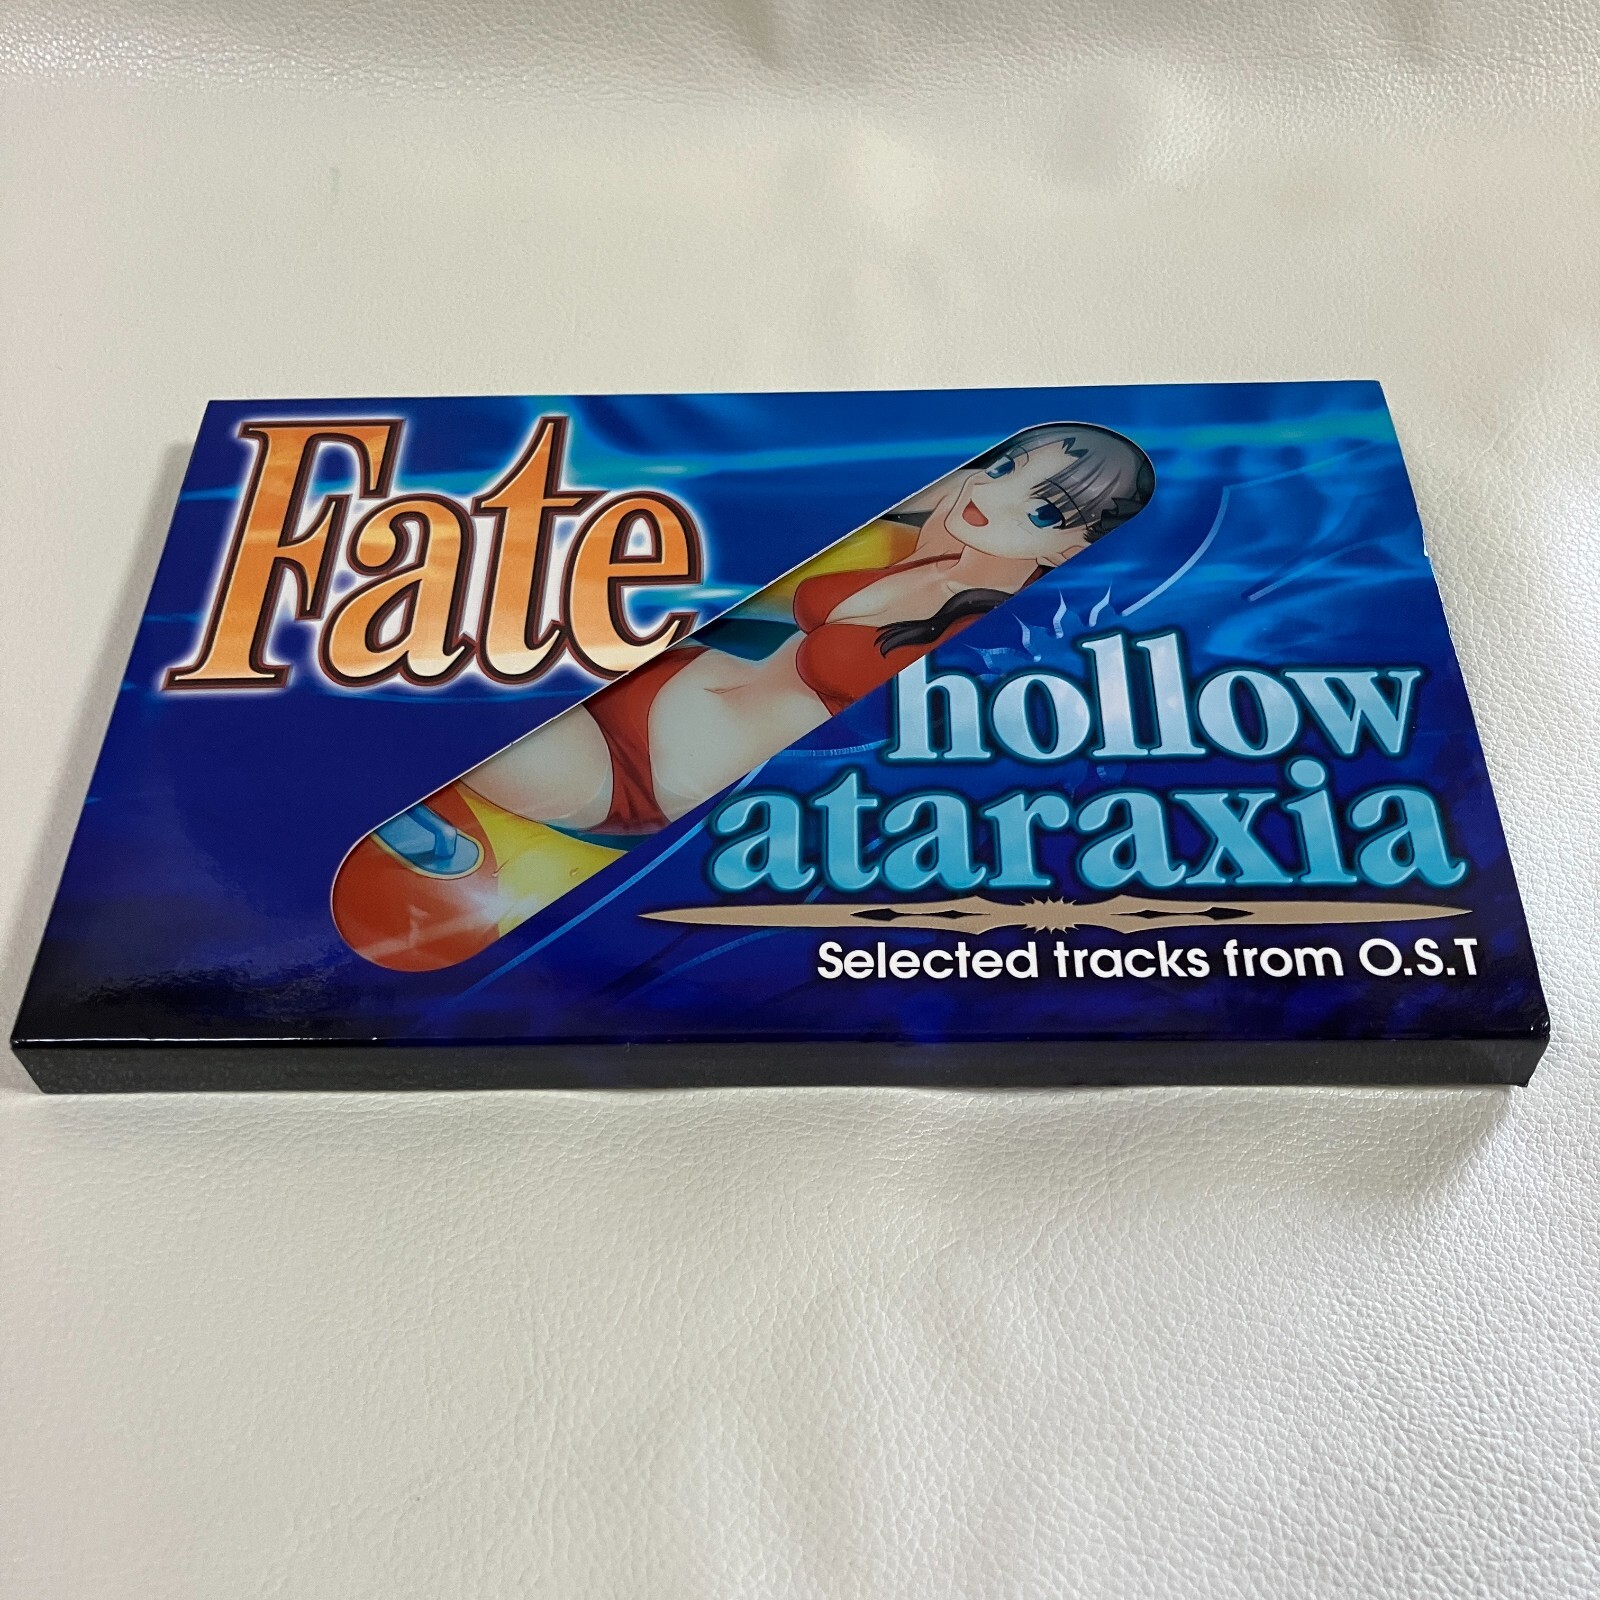 Fate
hollow
ataraxia
Selected tracks from O.S.T